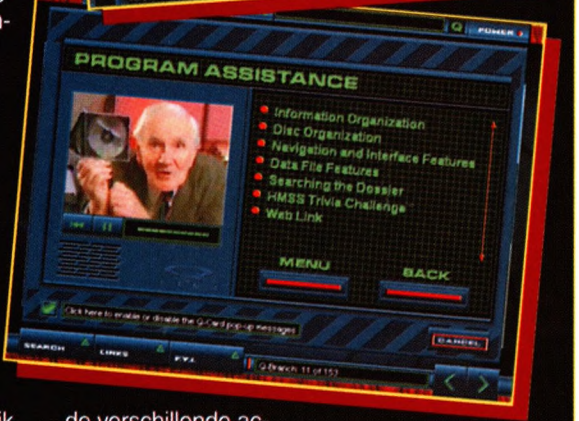 Q
POWER
PROGRAM ASSISTANCE
Information Organization
Disc Organization
Navigation and Interface Features
Data File Features
Searching the Dossier
HMSS Trivia Challenge
Web Link
MENU BACK
Click here to enable or disable the Q-Card pop-up messages
CANCEL
SEARCH LINKS F.Y.I. Q-Branch: 11 of 153
de verschillende ac-